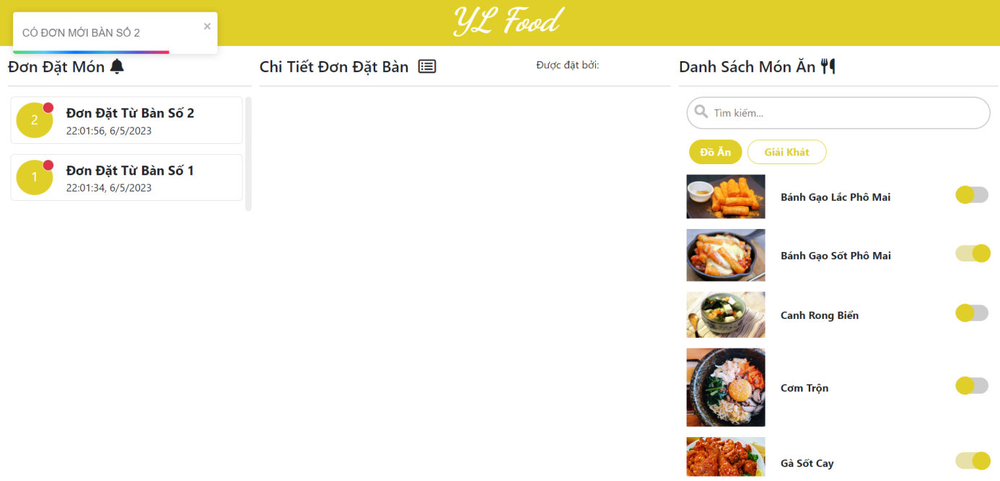 YL Food
CÓ ĐƠN MỚI BÀN SỐ 2
×
Đơn Đặt Món
2
Đơn Đặt Từ Bàn Số 2
22:01:56, 6/5/2023
1
Đơn Đặt Từ Bàn Số 1
22:01:34, 6/5/2023
Chi Tiết Đơn Đặt Bàn
Được đặt bởi:
Danh Sách Món Ăn
Tìm kiếm...
Đồ Ăn
Giải Khát
Bánh Gạo Lắc Phô Mai
Bánh Gạo Sốt Phô Mai
Canh Rong Biển
Cơm Trộn
Gà Sốt Cay